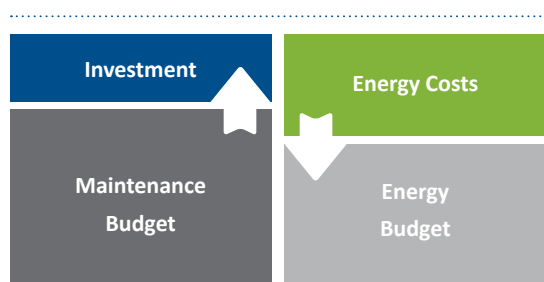 Investment
Energy Costs
Maintenance
Budget
Energy
Budget